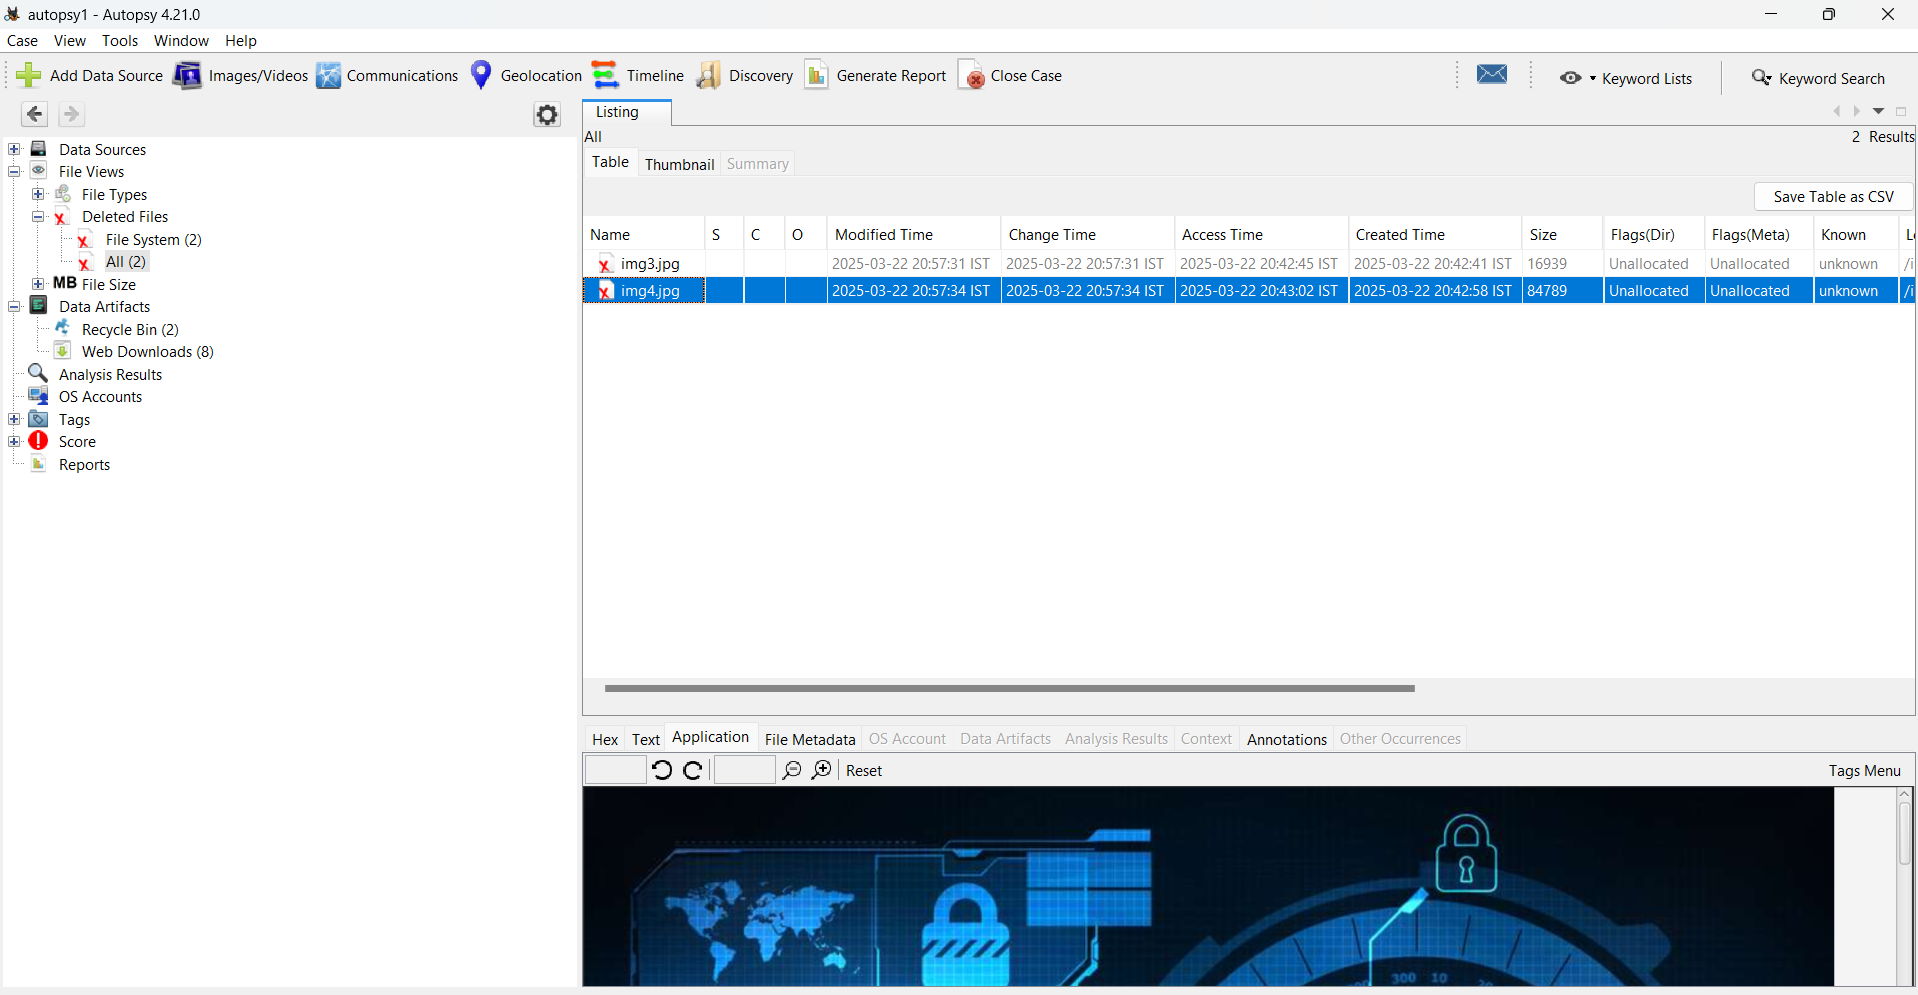 autopsy1 - Autopsy 4.21.0
Case View Tools Window Help
Add Data Source Images/Videos Communications Geolocation Timeline Discovery Generate Report Close Case Keyword Lists Keyword Search
Listing
All 2 Results
Table Thumbnail Summary
Save Table as CSV
Data Sources
File Views
File Types
Deleted Files
File System (2)
All (2)
MB File Size
Data Artifacts
Recycle Bin (2)
Web Downloads (8)
Analysis Results
OS Accounts
Tags
Score
Reports
Name S C O Modified Time Change Time Access Time Created Time Size Flags(Dir) Flags(Meta) Known
img3.jpg 2025-03-22 20:57:31 IST 2025-03-22 20:57:31 IST 2025-03-22 20:42:45 IST 2025-03-22 20:42:41 IST 16939 Unallocated Unallocated unknown /i
img4.jpg 2025-03-22 20:57:34 IST 2025-03-22 20:57:34 IST 2025-03-22 20:43:02 IST 2025-03-22 20:42:58 IST 84789 Unallocated Unallocated unknown /i
Hex Text Application File Metadata OS Account Data Artifacts Analysis Results Context Annotations Other Occurrences
Reset Tags Menu
300 10